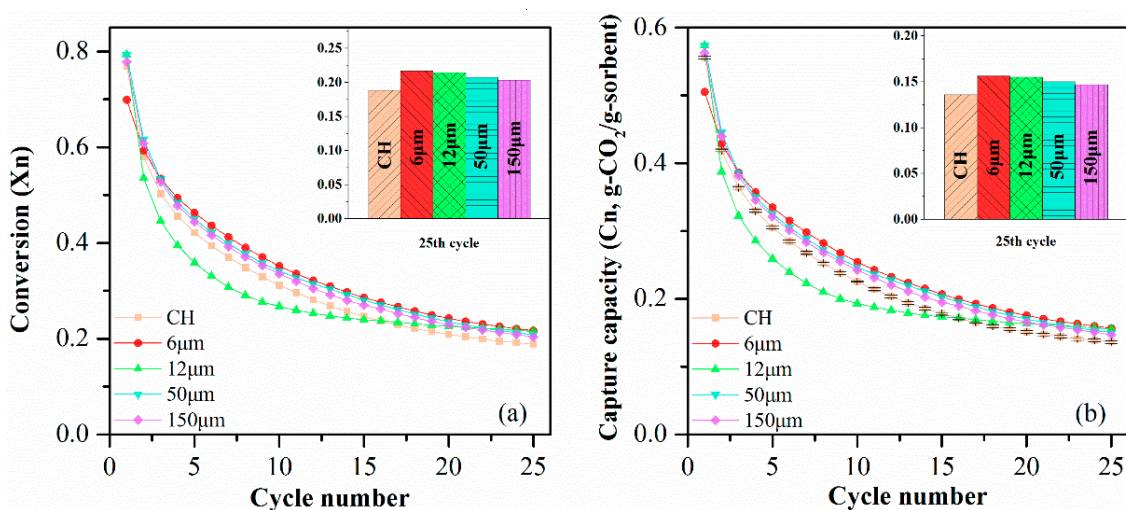 Conversion (Xn)
0.8
0.6
0.4
0.2
0.0
0
5
10
15
20
25
Cycle number
CH
6μm
12μm
50μm
150μm
(a)
0.25
0.20
0.15
0.10
0.05
0.00
CH
6μm
12μm
50μm
150μm
25th cycle
Capture capacity (Cn, g-CO₂/g-sorbent)
0.6
0.4
0.2
0.0
0
5
10
15
20
25
Cycle number
CH
6μm
12μm
50μm
150μm
(b)
0.20
0.15
0.10
0.05
0.00
CH
6μm
12μm
50μm
150μm
25th cycle